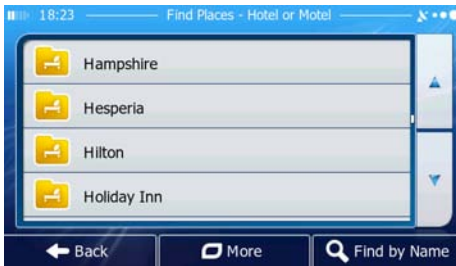 18:23 Find Places - Hotel or Motel
Hampshire
Hesperia
Hilton
Holiday Inn
Back More Find by Name